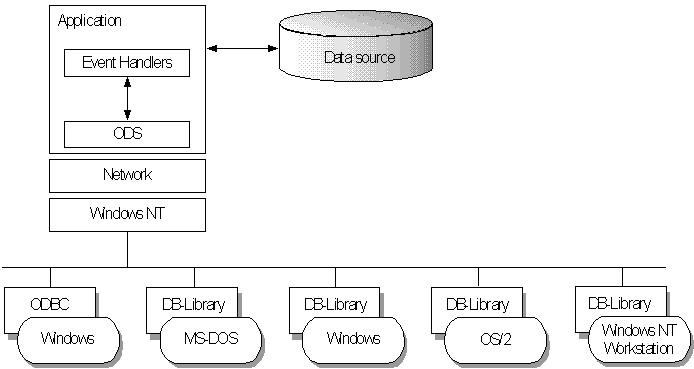 Application
Event Handlers
Data source
ODS
Network
Windows NT
ODBC
DB-Library
DB-Library
DB-Library
DB-Library
Windows
MS-DOS
Windows
OS/2
Windows NT
Workstation